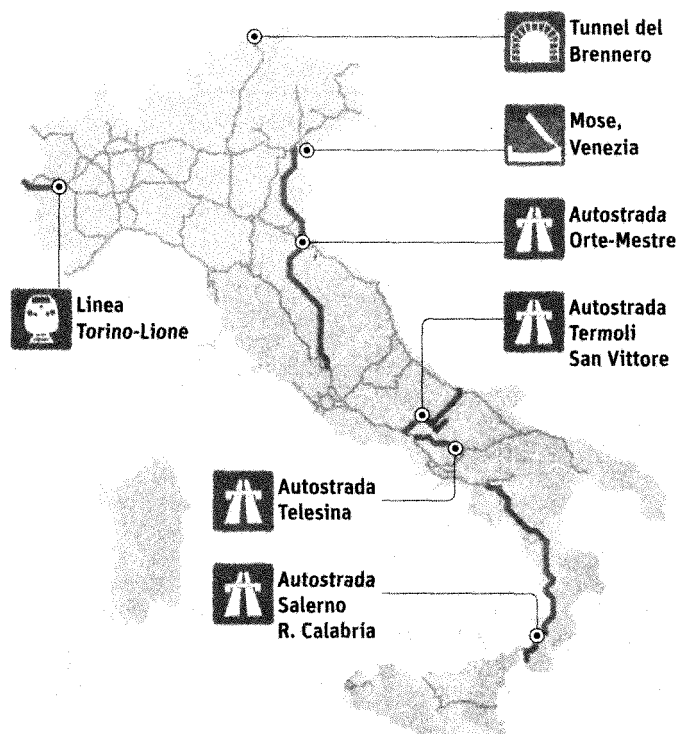 Tunnel del
Brennero
Mose,
Venezia
Autostrada
Orte-Mestre
Linea
Torino-Lione
Autostrada
Termoli
San Vittore
Autostrada
Telesina
Autostrada
Salerno
R. Calabria